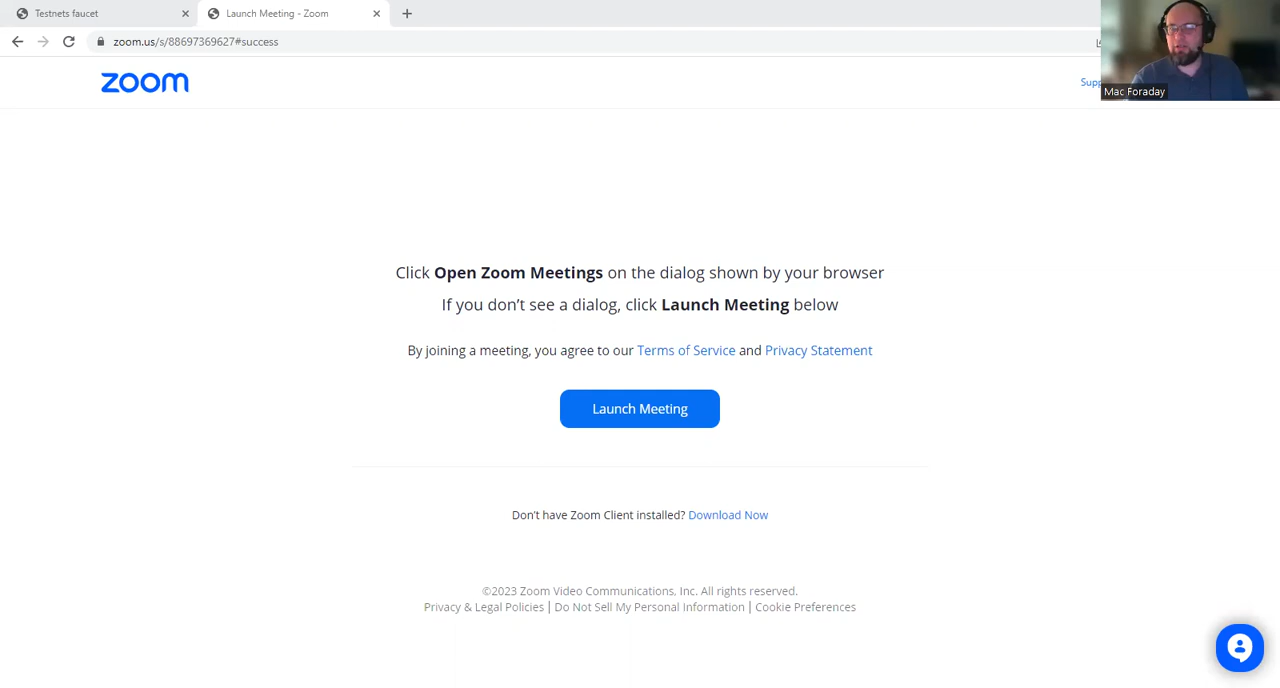 Testnets faucet
Launch Meeting - Zoom
zoom.us/s/88697369627#success
zoom
Supp
Mac Foraday
Click Open Zoom Meetings on the dialog shown by your browser
If you don't see a dialog, click Launch Meeting below
By joining a meeting, you agree to our Terms of Service and Privacy Statement
Launch Meeting
Don't have Zoom Client installed? Download Now
©2023 Zoom Video Communications, Inc. All rights reserved.
Privacy & Legal Policies | Do Not Sell My Personal Information | Cookie Preferences